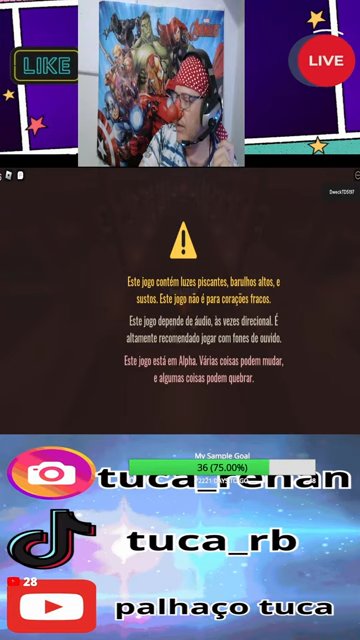 LIKE
LIVE
Este jogo contém luzes piscantes, barulhos altos, e
sustos. Este jogo não é para corações fracos.
Este jogo depende de áudio, às vezes direcional. É
altamente recomendado jogar com fones de ouvido.
Este jogo está em Alpha. Várias coisas podem mudar,
e algumas coisas podem quebrar.
My Sample Goal
36 (75.00%)
tuca_renan
tuca_rb
28
palhaço tuca